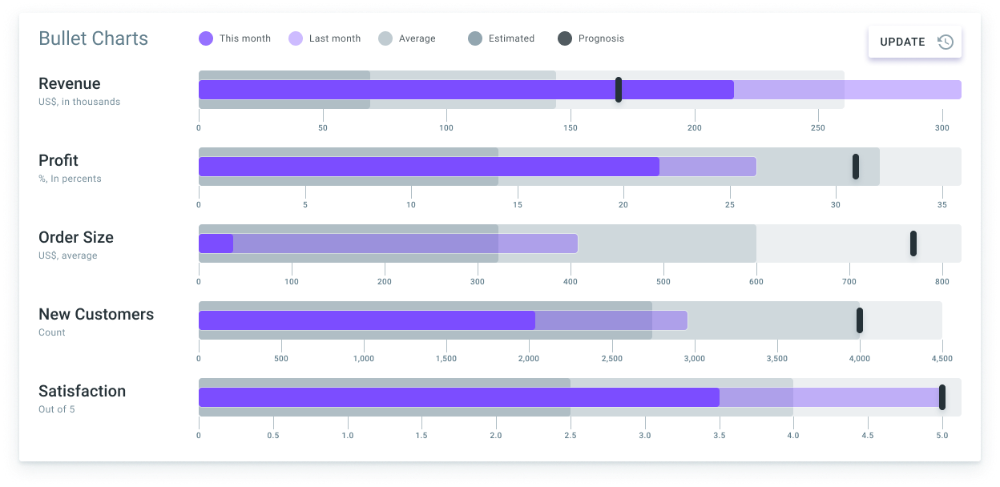 Bullet Charts
This month Last month Average Estimated Prognosis
UPDATE
Revenue
US$, in thousands
0 50 100 150 200 250 300
Profit
%, In percents
0 5 10 15 20 25 30 35
Order Size
US$, average
0 100 200 300 400 500 600 700 800
New Customers
Count
0 500 1,000 1,500 2,000 2,500 3,000 3,500 4,000 4,500
Satisfaction
Out of 5
0 0.5 1.0 1.5 2.0 2.5 3.0 3.5 4.0 4.5 5.0